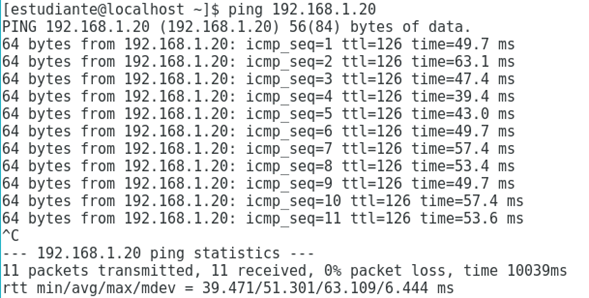 [estudiante@localhost ~]$ ping 192.168.1.20
PING 192.168.1.20 (192.168.1.20) 56(84) bytes of data.
64 bytes from 192.168.1.20: icmp_seq=1 ttl=126 time=49.7 ms
64 bytes from 192.168.1.20: icmp_seq=2 ttl=126 time=63.1 ms
64 bytes from 192.168.1.20: icmp_seq=3 ttl=126 time=47.4 ms
64 bytes from 192.168.1.20: icmp_seq=4 ttl=126 time=39.4 ms
64 bytes from 192.168.1.20: icmp_seq=5 ttl=126 time=43.0 ms
64 bytes from 192.168.1.20: icmp_seq=6 ttl=126 time=49.7 ms
64 bytes from 192.168.1.20: icmp_seq=7 ttl=126 time=57.4 ms
64 bytes from 192.168.1.20: icmp_seq=8 ttl=126 time=53.4 ms
64 bytes from 192.168.1.20: icmp_seq=9 ttl=126 time=49.7 ms
64 bytes from 192.168.1.20: icmp_seq=10 ttl=126 time=57.4 ms
64 bytes from 192.168.1.20: icmp_seq=11 ttl=126 time=53.6 ms
^C
--- 192.168.1.20 ping statistics ---
11 packets transmitted, 11 received, 0% packet loss, time 10039ms
rtt min/avg/max/mdev = 39.471/51.301/63.109/6.444 ms